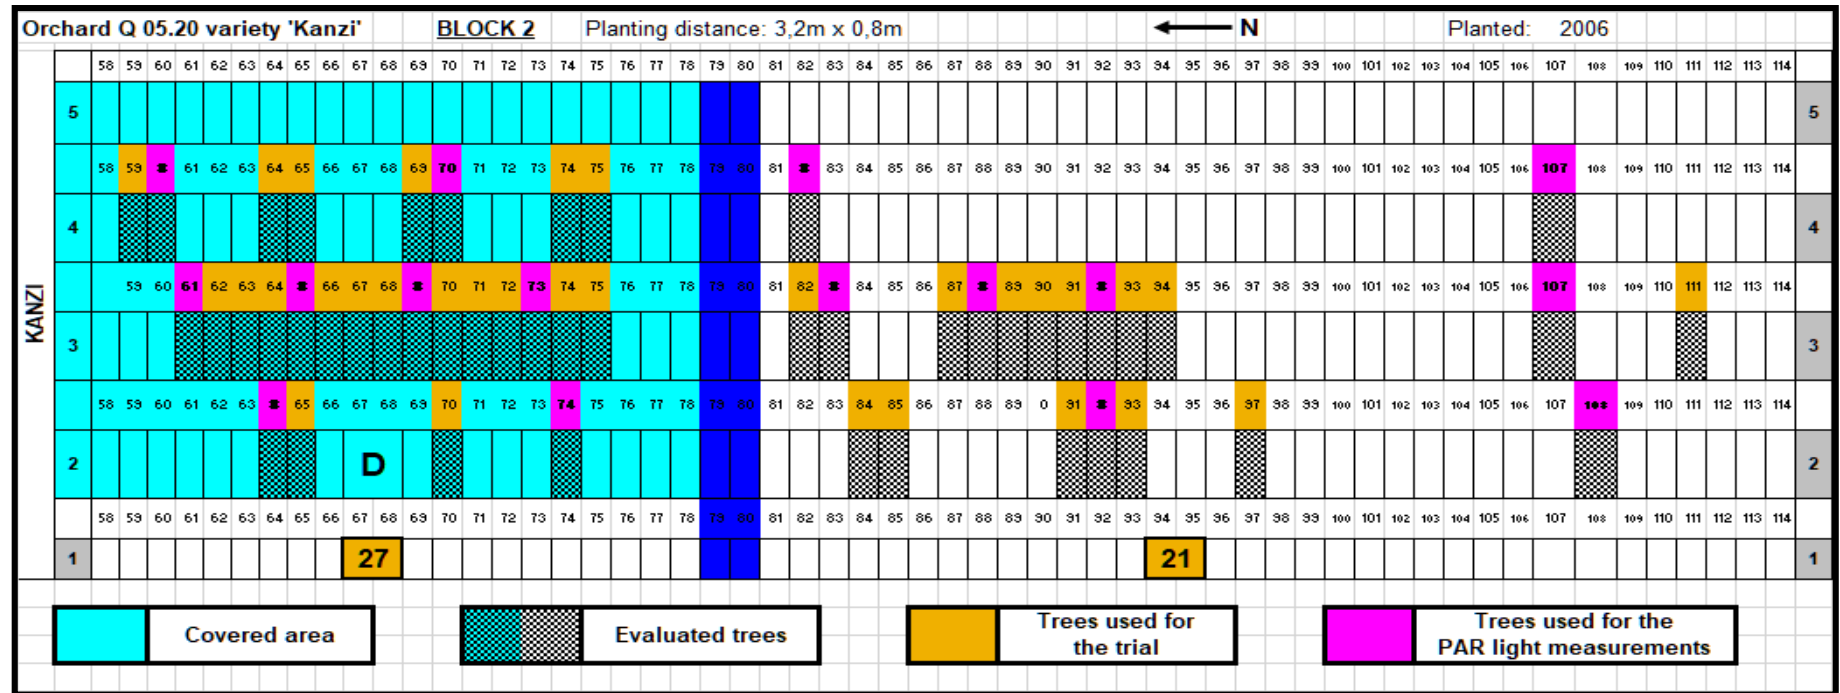 Orchard Q 05.20 variety 'Kanzi' BLOCK 2 Planting distance: 3,2m x 0,8m N Planted: 2006
58 59 60 61 62 63 64 65 66 67 68 69 70 71 72 73 74 75 76 77 78 79 80 81 82 83 84 85 86 87 88 89 90 91 92 93 94 95 96 97 98 99 100 101 102 103 104 105 106 107 108 109 110 111 112 113 114
5 5
58 59 61 62 63 64 65 66 67 68 69 70 71 72 73 74 75 76 77 78 79 80 81 83 84 85 86 87 88 89 90 91 92 93 94 95 96 97 98 99 100 101 102 103 104 105 106 107 108 109 110 111 112 113 114
4 4
59 60 61 62 63 64 66 67 68 70 71 72 73 74 75 76 77 78 79 80 81 82 84 85 86 87 89 90 91 93 94 95 96 97 98 99 100 101 102 103 104 105 106 107 108 109 110 111 112 113 114
KANZI
3 3
58 59 60 61 62 63 65 66 67 68 69 70 71 72 73 74 75 76 77 78 79 80 81 82 83 84 85 86 87 88 89 0 91 93 94 95 96 97 98 99 100 101 102 103 104 105 106 107 108 109 110 111 112 113 114
2 D 2
58 59 60 61 62 63 64 65 66 67 68 69 70 71 72 73 74 75 76 77 78 79 80 81 82 83 84 85 86 87 88 89 90 91 92 93 94 95 96 97 98 99 100 101 102 103 104 105 106 107 108 109 110 111 112 113 114
1 27 21 1
Covered area
Evaluated trees
Trees used for
the trial
Trees used for the
PAR light measurements